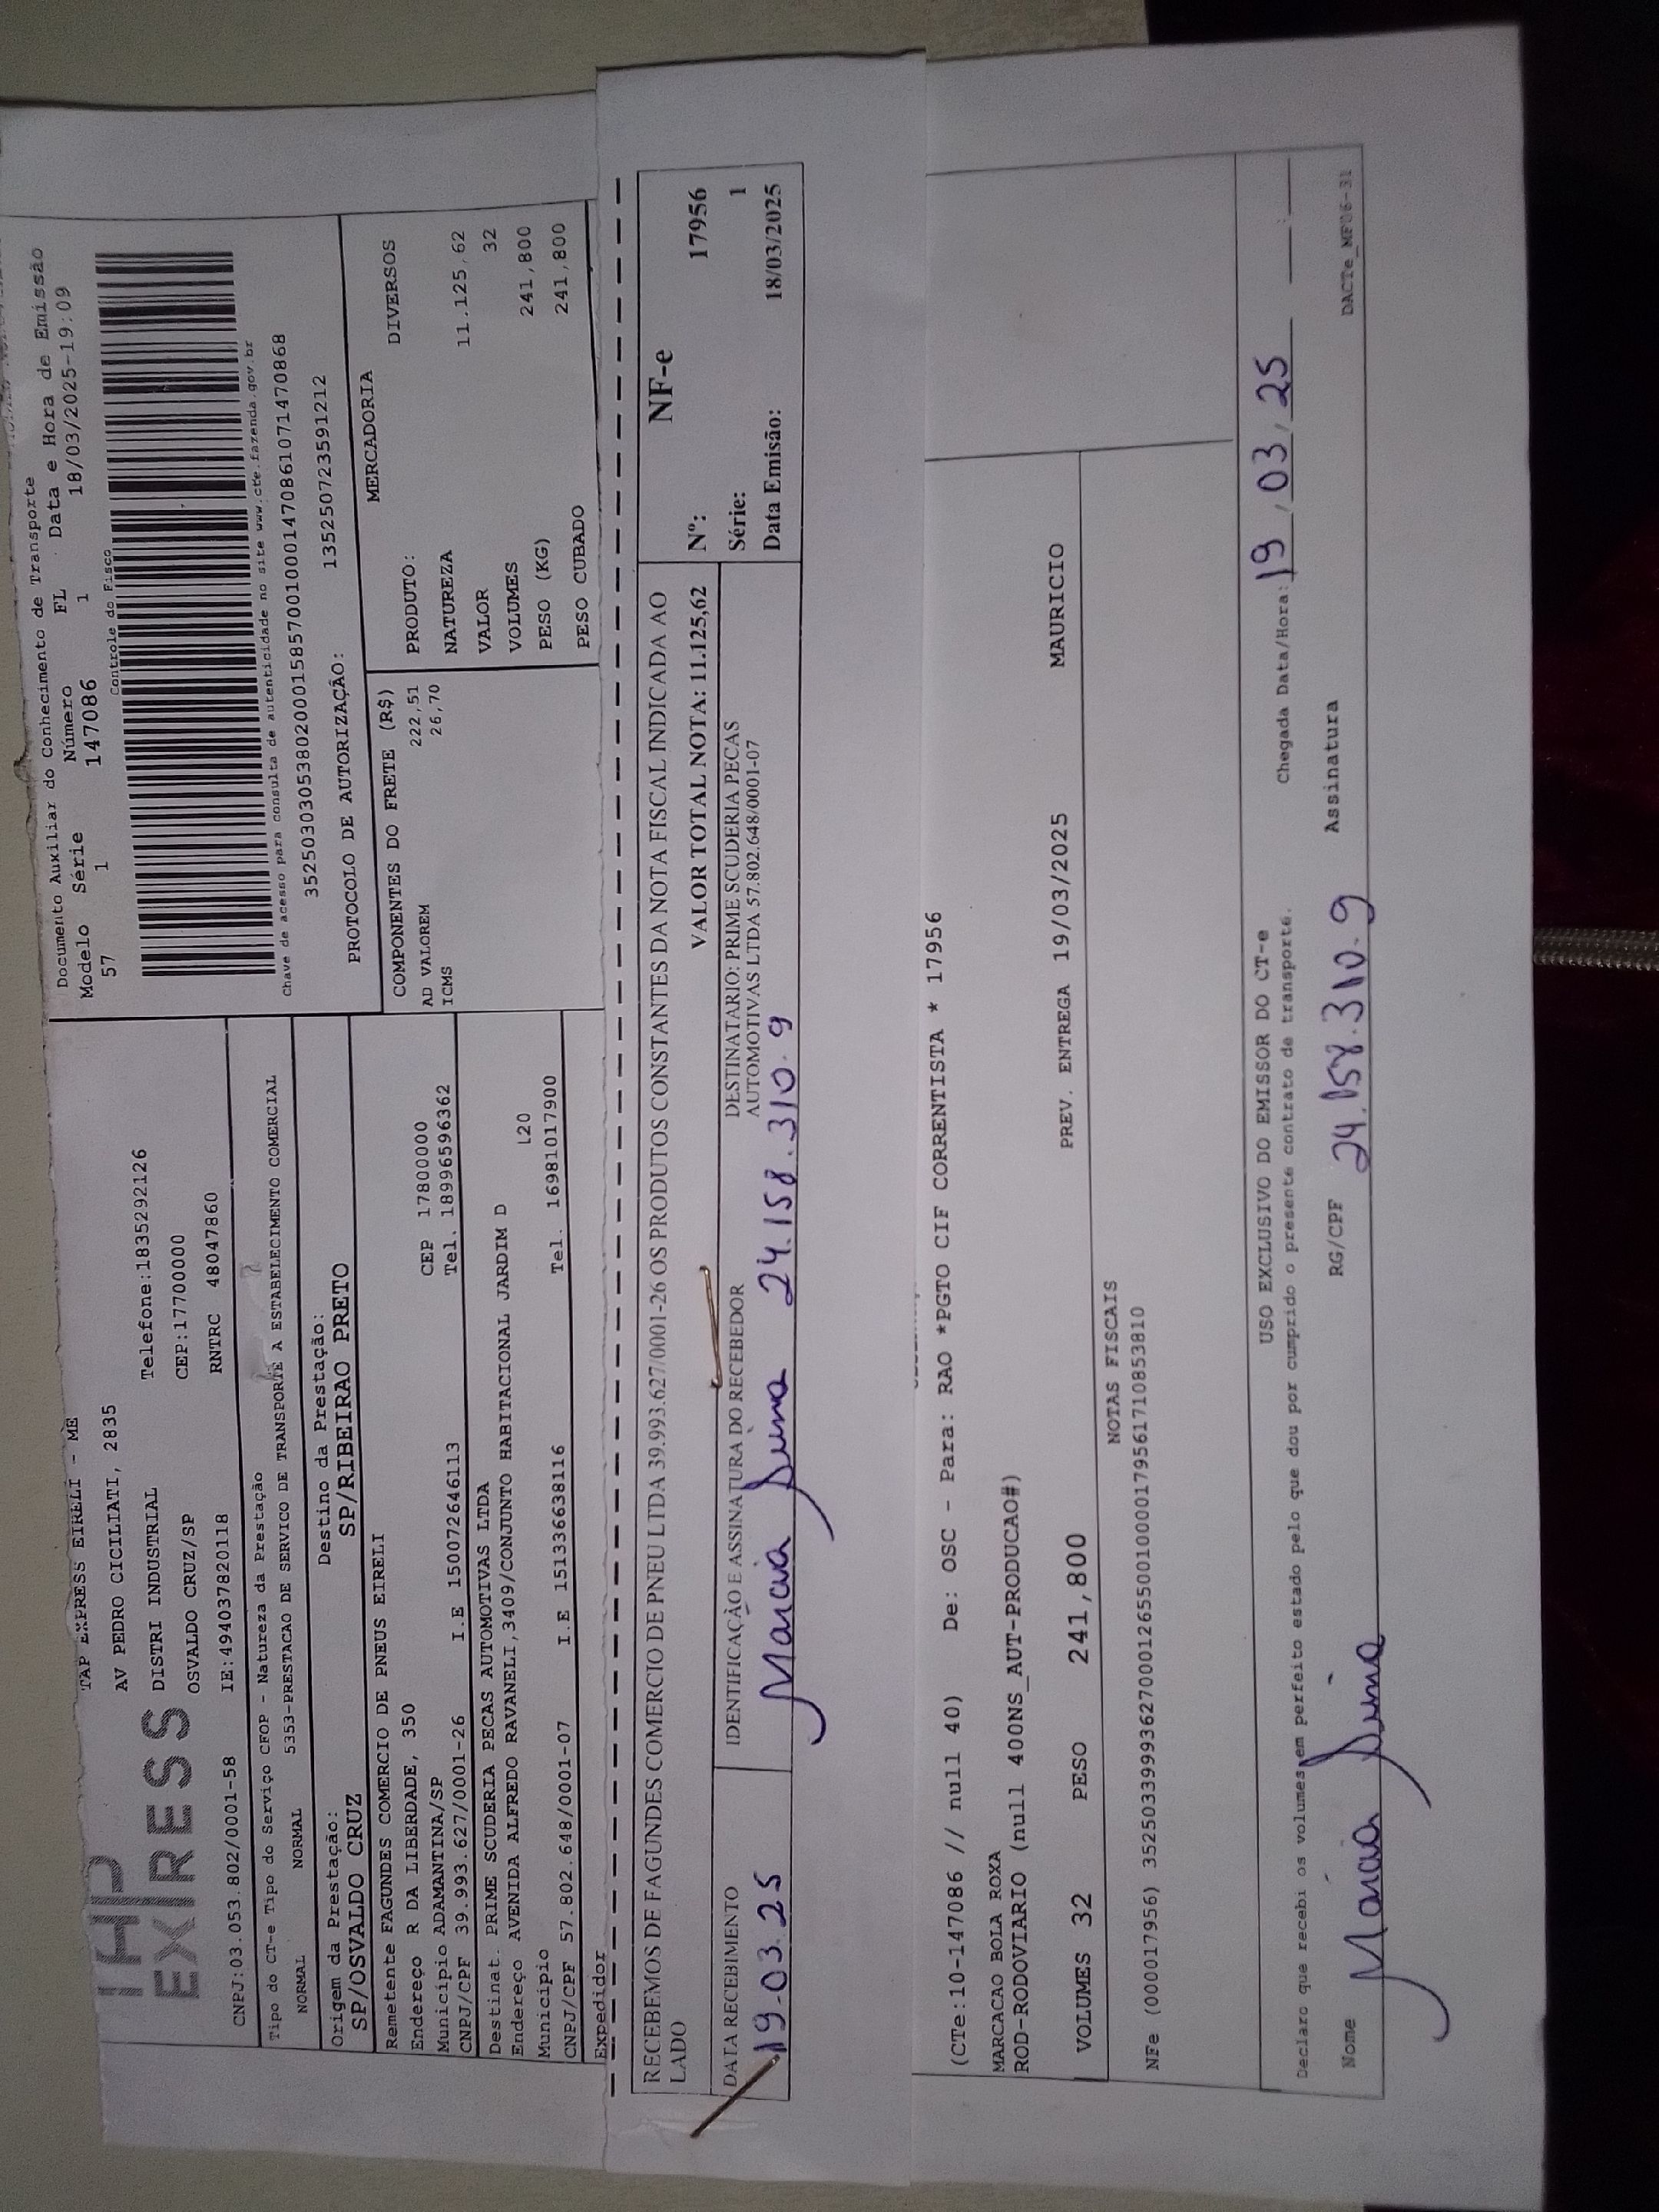 TAP EXPRESS EIRELI - ME
AV PEDRO CICILIATI, 2835
EXPRESS
DISTRI INDUSTRIAL Telefone:1835292126
OSVALDO CRUZ/SP CEP:17700000
CNPJ:03.053.802/0001-58 IE:494037820118 RNTRC 48047860
Documento Auxiliar do Conhecimento de Transporte
Modelo Série Número FL Data e Hora de Emissão
57 1 147086 1 18/03/2025-19:09
Controle do Fisco
Chave de acesso para consulta de autenticidade no site www.cte.fazenda.gov.br
35250303053802000158570010001470861071470868
PROTOCOLO DE AUTORIZAÇÃO: 135250723591212
Tipo do CT-e Tipo do Serviço CFOP - Natureza da Prestação
NORMAL NORMAL 5353-PRESTACAO DE SERVICO DE TRANSPORTE A ESTABELECIMENTO COMERCIAL
Origem da Prestação: Destino da Prestação:
SP/OSVALDO CRUZ SP/RIBEIRAO PRETO
Remetente FAGUNDES COMERCIO DE PNEUS EIRELI
Endereço R DA LIBERDADE, 350 CEP 17800000
Município ADAMANTINA/SP Tel. 18996596362
CNPJ/CPF 39.993.627/0001-26 I.E 150072646113
Destinat. PRIME SCUDERIA PECAS AUTOMOTIVAS LTDA
Endereço AVENIDA ALFREDO RAVANELI,3409/CONJUNTO HABITACIONAL JARDIM D L20
Município Tel. 16981017900
CNPJ/CPF 57.802.648/0001-07 I.E 151336638116
Expedidor
COMPONENTES DO FRETE (R$)
AD VALOREM 222,51
ICMS 26,70
MERCADORIA
PRODUTO: DIVERSOS
NATUREZA
VALOR 11.125,62
VOLUMES 32
PESO (KG) 241,800
PESO CUBADO 241,800
RECEBEMOS DE FAGUNDES COMERCIO DE PNEU LTDA 39.993.627/0001-26 OS PRODUTOS CONSTANTES DA NOTA FISCAL INDICADA AO
LADO
VALOR TOTAL NOTA: 11.125,62
DATA RECEBIMENTO IDENTIFICAÇÃO E ASSINATURA DO RECEBEDOR
DESTINATARIO: PRIME SCUDERIA PECAS
AUTOMOTIVAS LTDA 57.802.648/0001-07
19.03.25 Marcia 24.158.310.9
NF-e
Nº: 17956
Série: 1
Data Emissão: 18/03/2025
(CTe:10-147086 // null 40) De: OSC - Para: RAO *PGTO CIF CORRENTISTA * 17956
MARCACAO BOLA ROXA
ROD-RODOVIARIO (null 400NS_AUT-PRODUCAO#)
VOLUMES 32 PESO 241,800 PREV. ENTREGA 19/03/2025 MAURICIO
NOTAS FISCAIS
NFe (000017956) 35250339993627000126550010000179561710853810
USO EXCLUSIVO DO EMISSOR DO CT-e
Declaro que recebi os volumes em perfeito estado pelo que dou por cumprido o presente contrato de transporte.
Chegada Data/Hora: 19/03/25 ___:___
Nome Marcia RG/CPF 24.158.310.9 Assinatura
DACTe_MF06-31